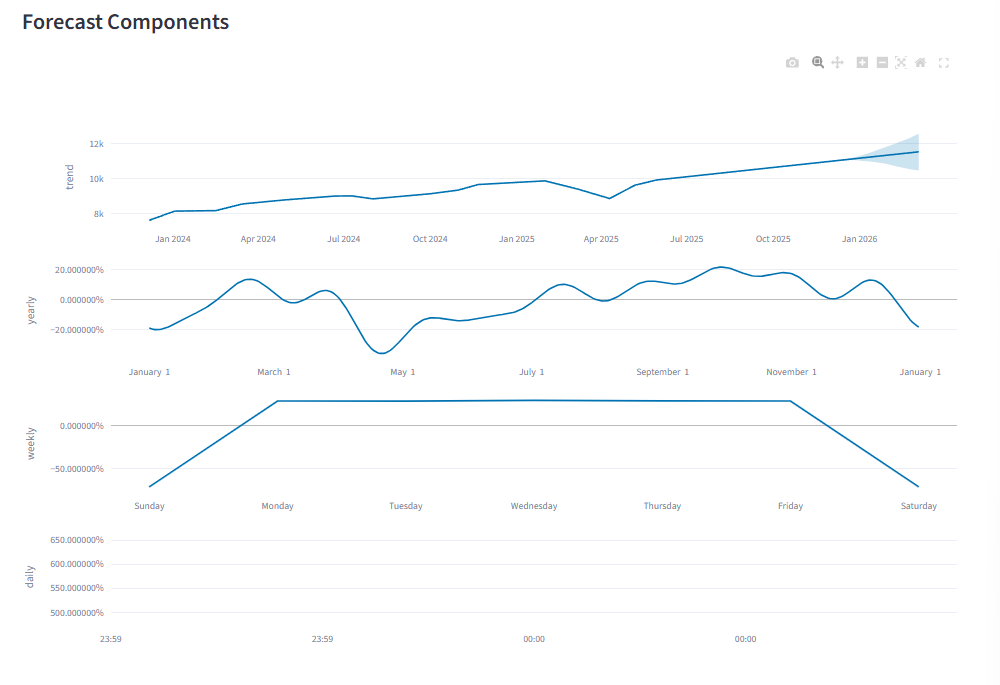 Forecast Components
12k
10k
8k
trend
Jan 2024 Apr 2024 Jul 2024 Oct 2024 Jan 2025 Apr 2025 Jul 2025 Oct 2025 Jan 2026
20.000000%
0.000000%
−20.000000%
yearly
January 1 March 1 May 1 July 1 September 1 November 1 January 1
0.000000%
−50.000000%
weekly
Sunday Monday Tuesday Wednesday Thursday Friday Saturday
650.000000%
600.000000%
550.000000%
500.000000%
daily
23:59 23:59 00:00 00:00